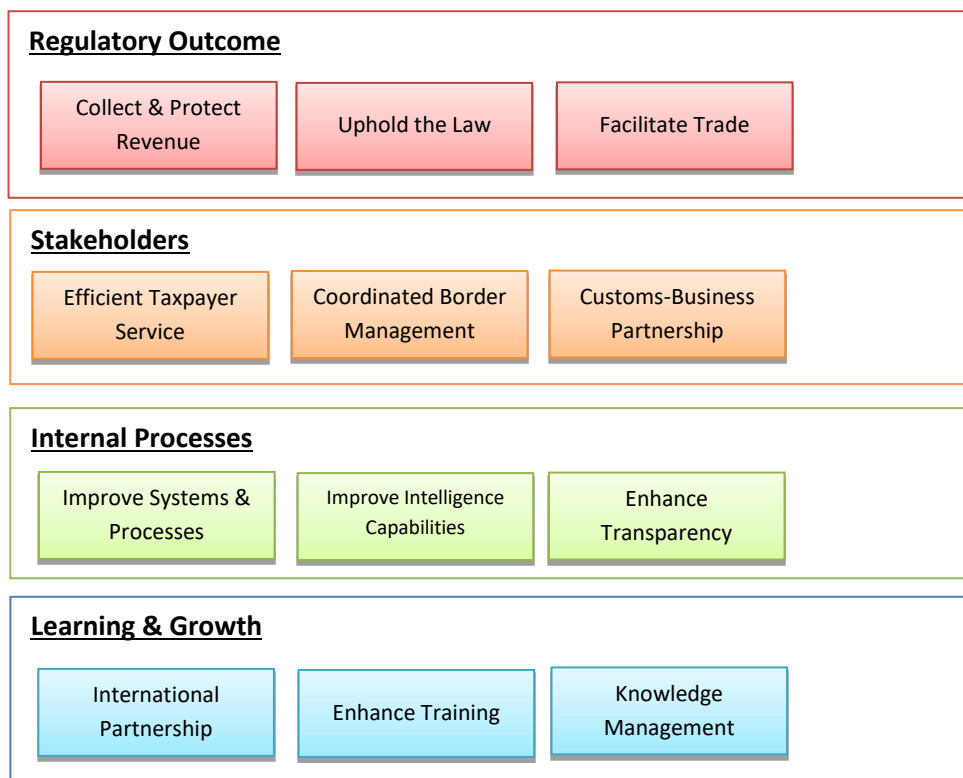 Regulatory Outcome
Collect & Protect
Revenue
Uphold the Law
Facilitate Trade
Stakeholders
Efficient Taxpayer
Service
Coordinated Border
Management
Customs-Business
Partnership
Internal Processes
Improve Systems &
Processes
Improve Intelligence
Capabilities
Enhance
Transparency
Learning & Growth
International
Partnership
Enhance Training
Knowledge
Management